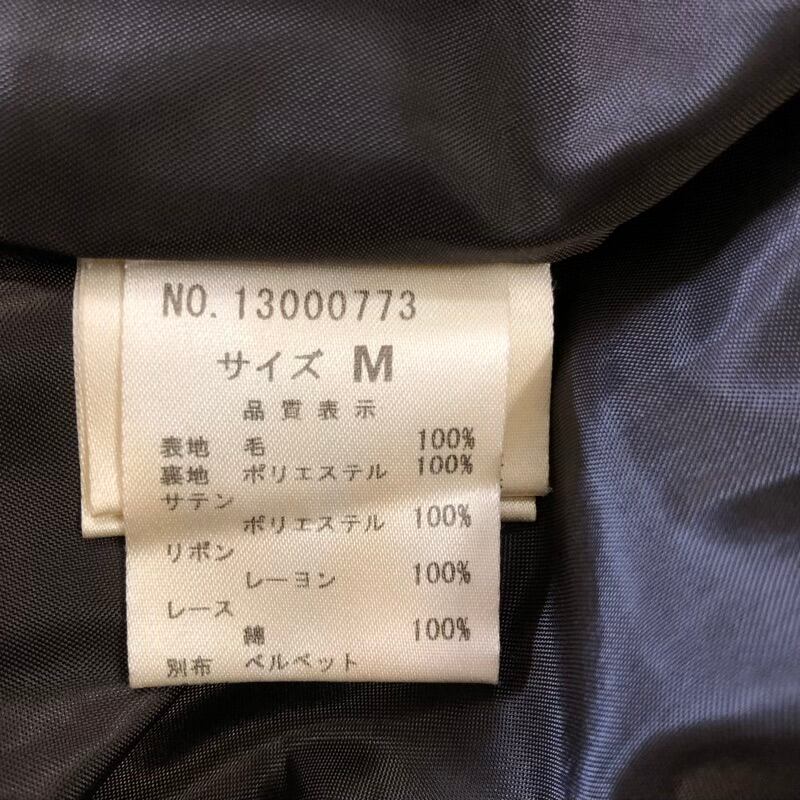 NO.13000773
サイズ M
品質表示
表地 毛 100%
裏地 ポリエステル 100%
サテン
ポリエステル 100%
リボン
レーヨン 100%
レース
綿 100%
別布 ベルベット